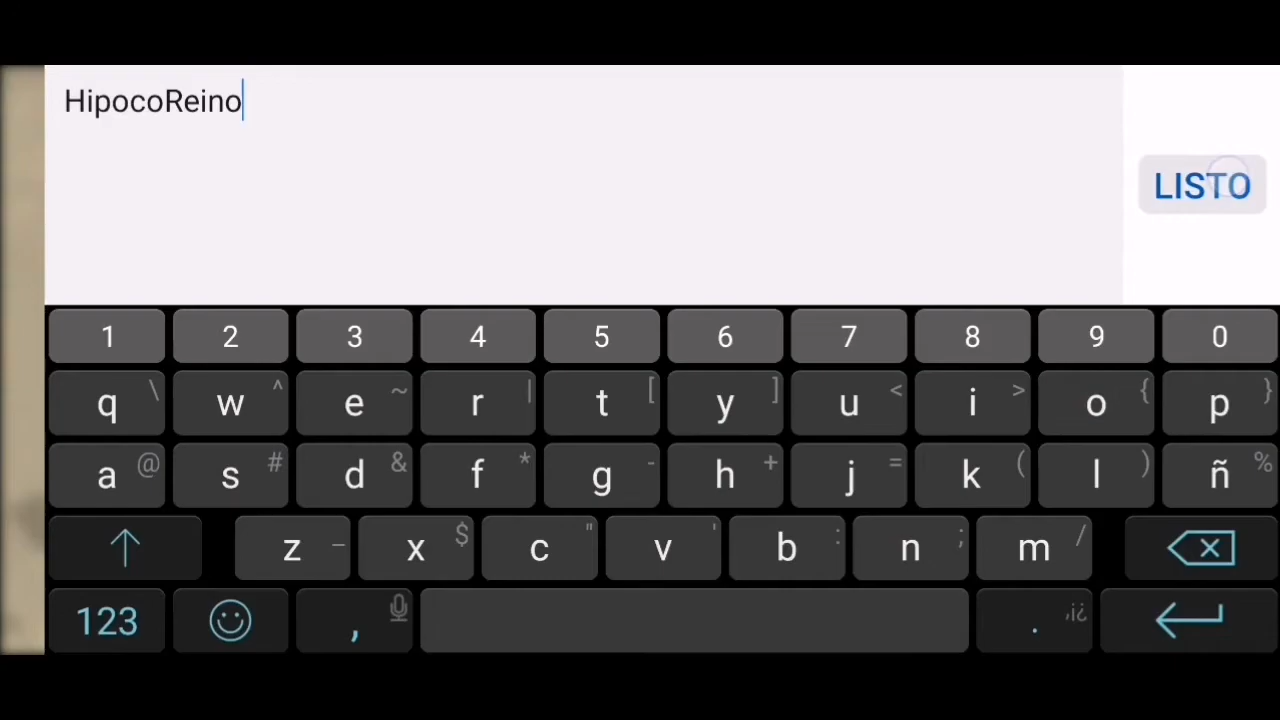 HipocoReino
LISTO
1 2 3 4 5 6 7 8 9 0
q \ w ^ e ~ r | t [ y ] u < i > o { p }
a @ s # d & f * g - h + j = k ( l ) ñ %
z _ x $ c " v ' b : n ; m /
123 , . ,¡¿